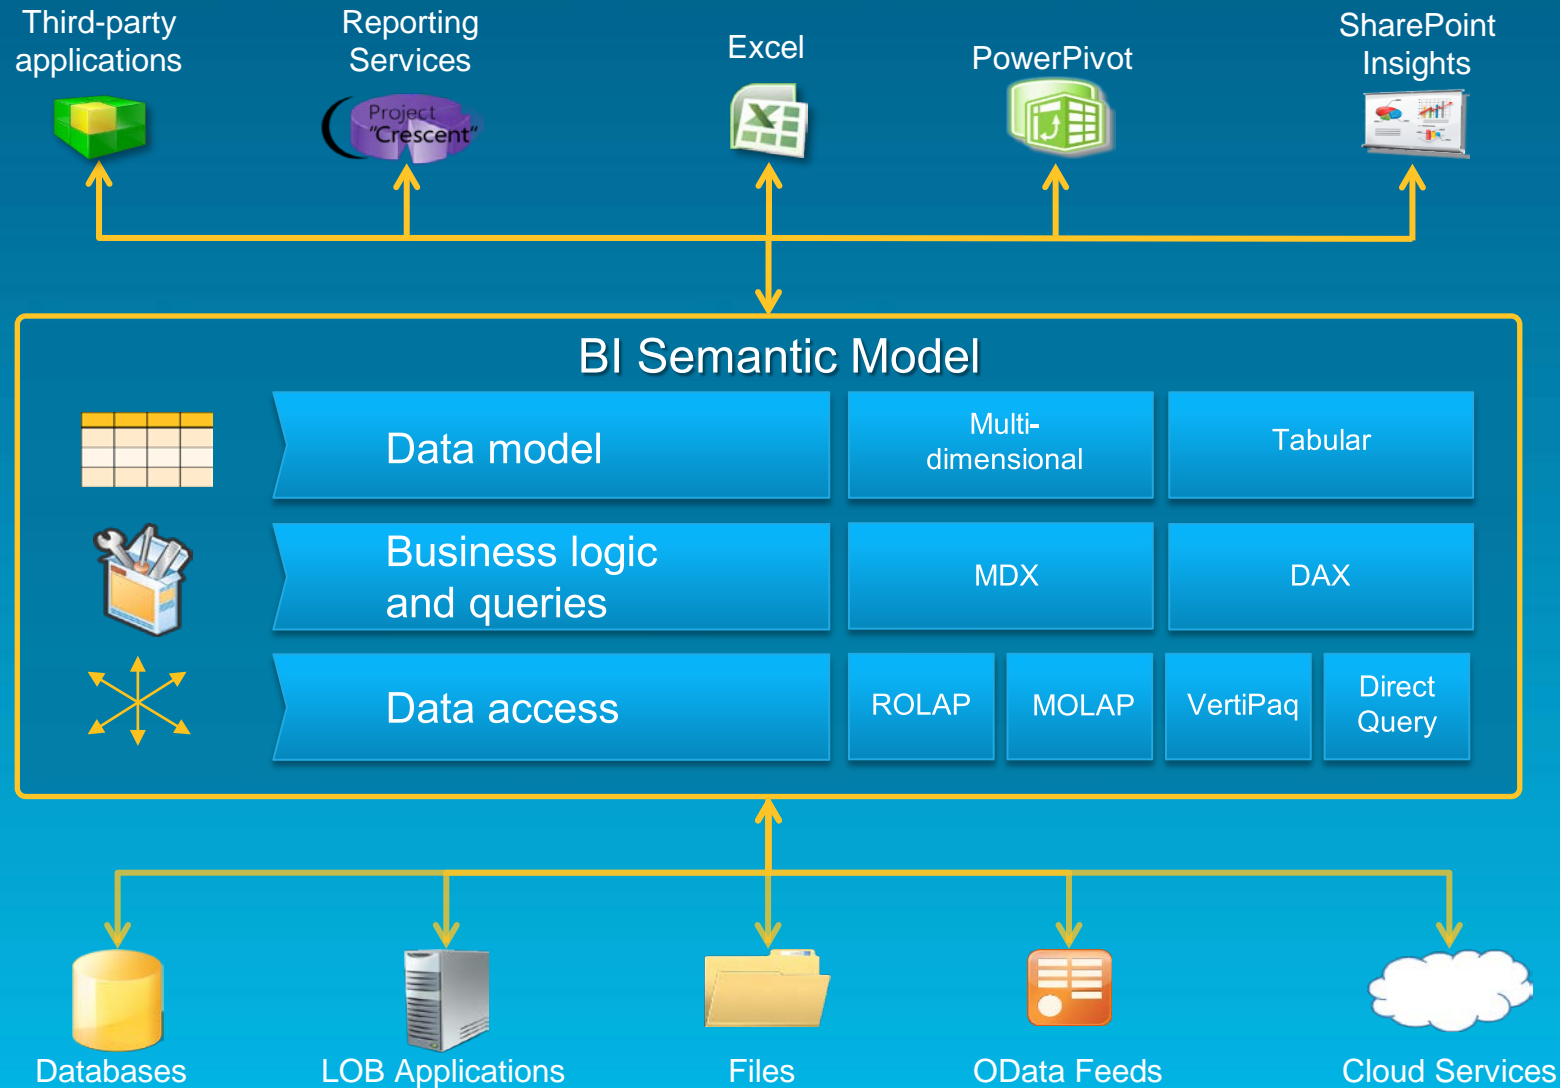 Third-party
applications
Reporting
Services
Project
"Crescent"
Excel
PowerPivot
SharePoint
Insights
BI Semantic Model
Data model
Multi-
dimensional
Tabular
Business logic
and queries
MDX
DAX
Data access
ROLAP
MOLAP
VertiPaq
Direct
Query
Databases
LOB Applications
Files
OData Feeds
Cloud Services